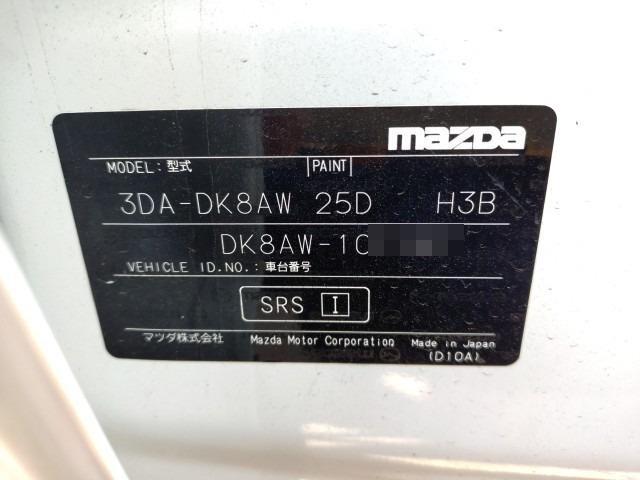 mazda
MODEL: 型式 PAINT
3DA-DK8AW 25D H3B
DK8AW-10
VEHICLE ID.NO.: 車台番号
SRS I
マツダ株式会社 Mazda Motor Corporation Made in Japan
(D10A)